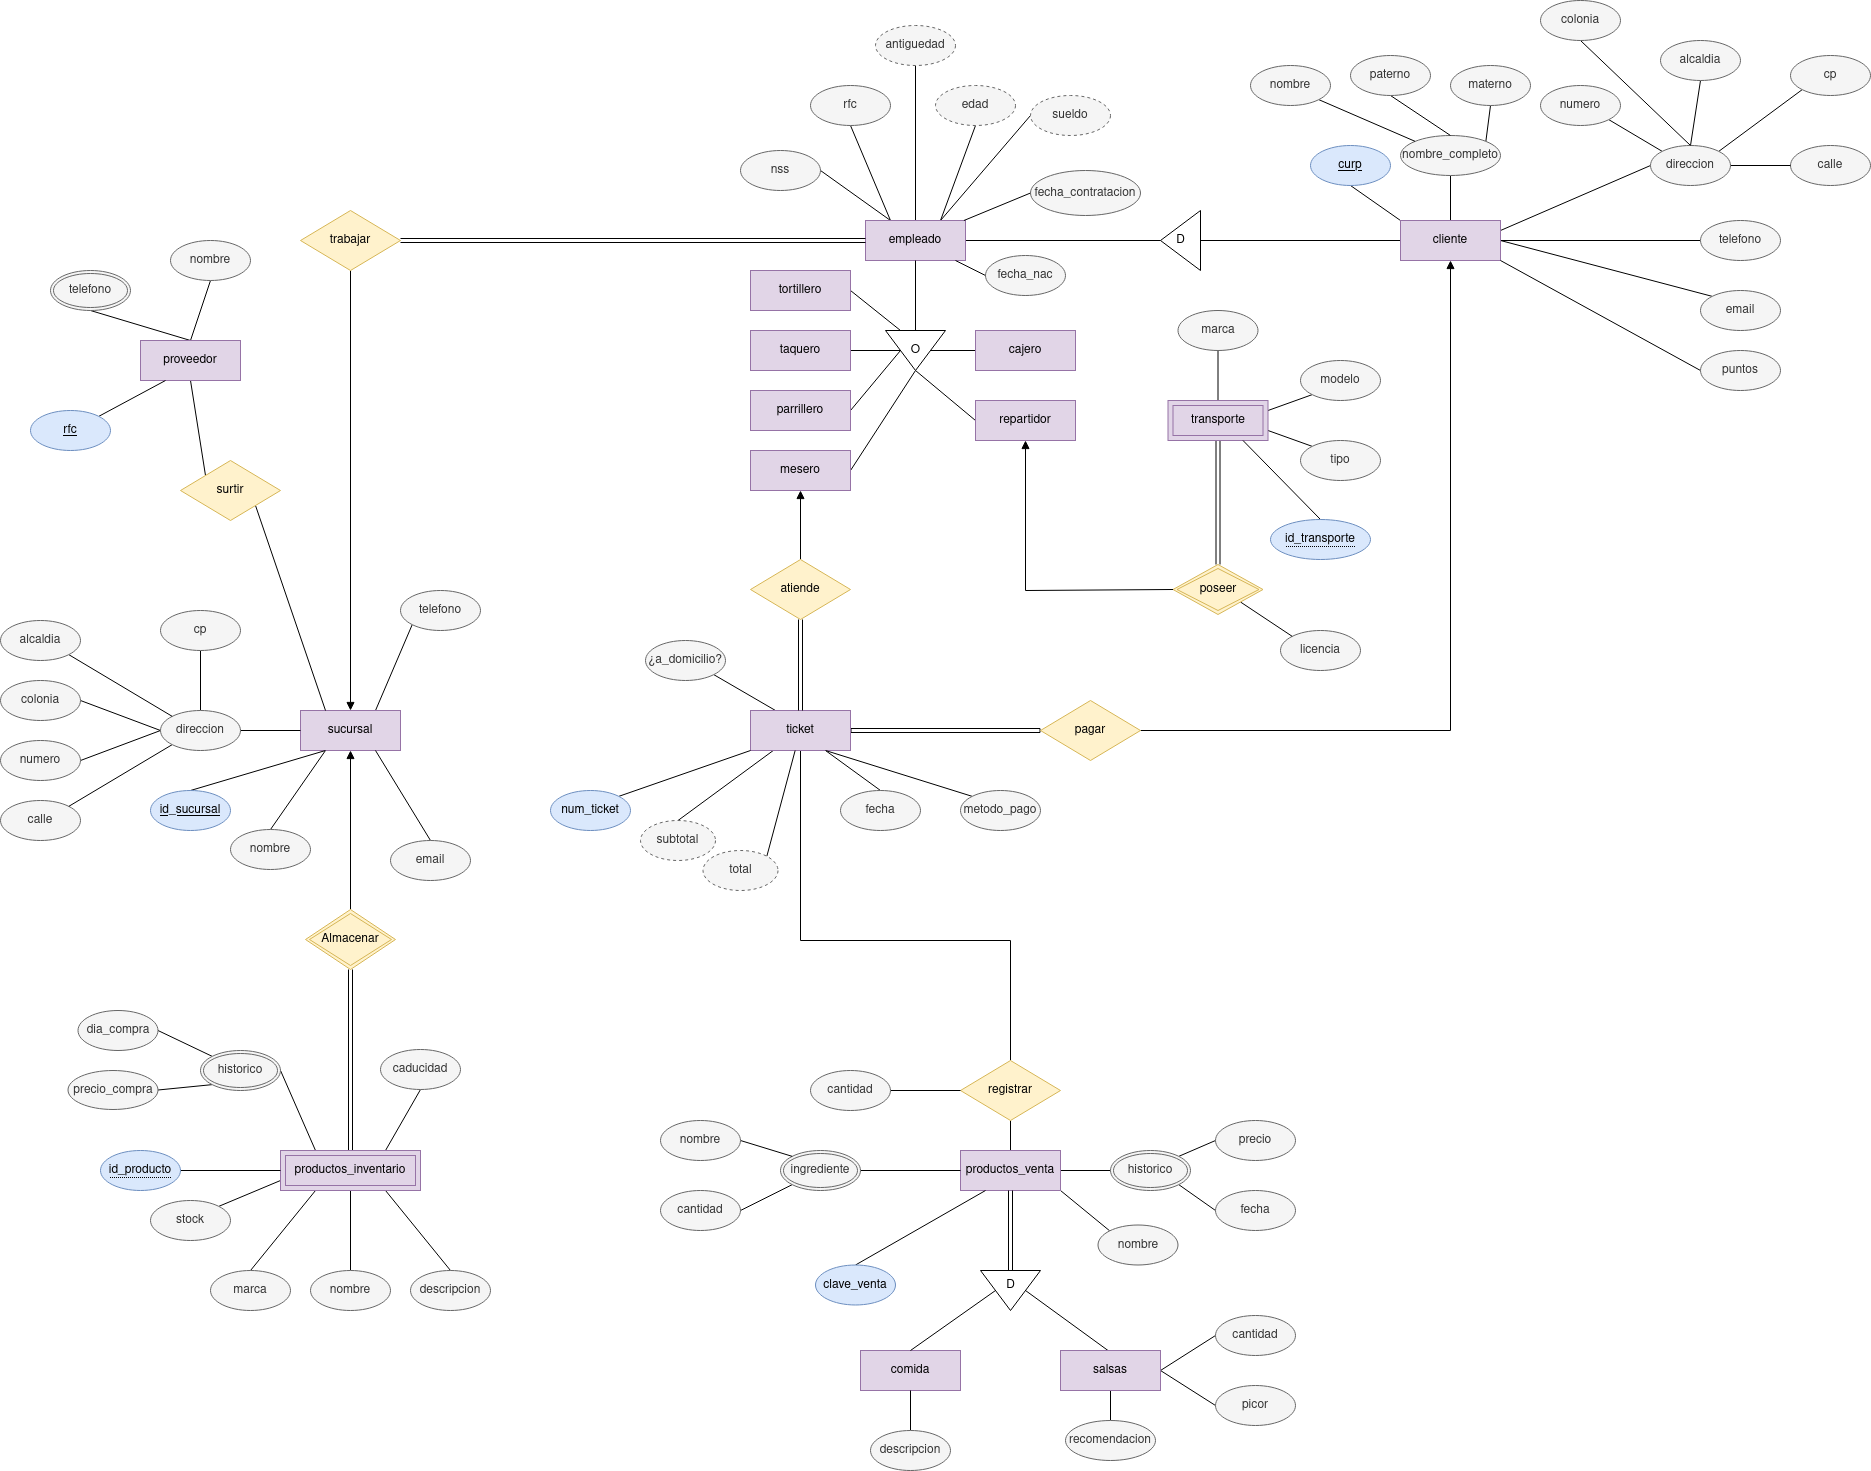 colonia
antiguedad
alcaldia
paterno
cp
nombre
materno
rfc
edad
numero
sueldo
nombre_completo
curp
direccion
calle
nss
fecha_contratacion
trabajar
empleado
D
cliente
telefono
nombre
fecha_nac
telefono
tortillero
email
marca
proveedor
taquero
O
cajero
puntos
modelo
parrillero
repartidor
transporte
rfc
tipo
mesero
surtir
id_transporte
atiende
poseer
telefono
cp
alcaldia
licencia
¿a_domicilio?
colonia
direccion
sucursal
ticket
pagar
numero
id_sucursal
num_ticket
fecha
metodo_pago
calle
subtotal
nombre
email
total
Almacenar
dia_compra
historico
caducidad
precio_compra
cantidad
registrar
nombre
precio
id_producto
productos_inventario
ingrediente
productos_venta
historico
stock
cantidad
fecha
nombre
marca
nombre
descripcion
clave_venta
D
cantidad
comida
salsas
picor
descripcion
recomendacion